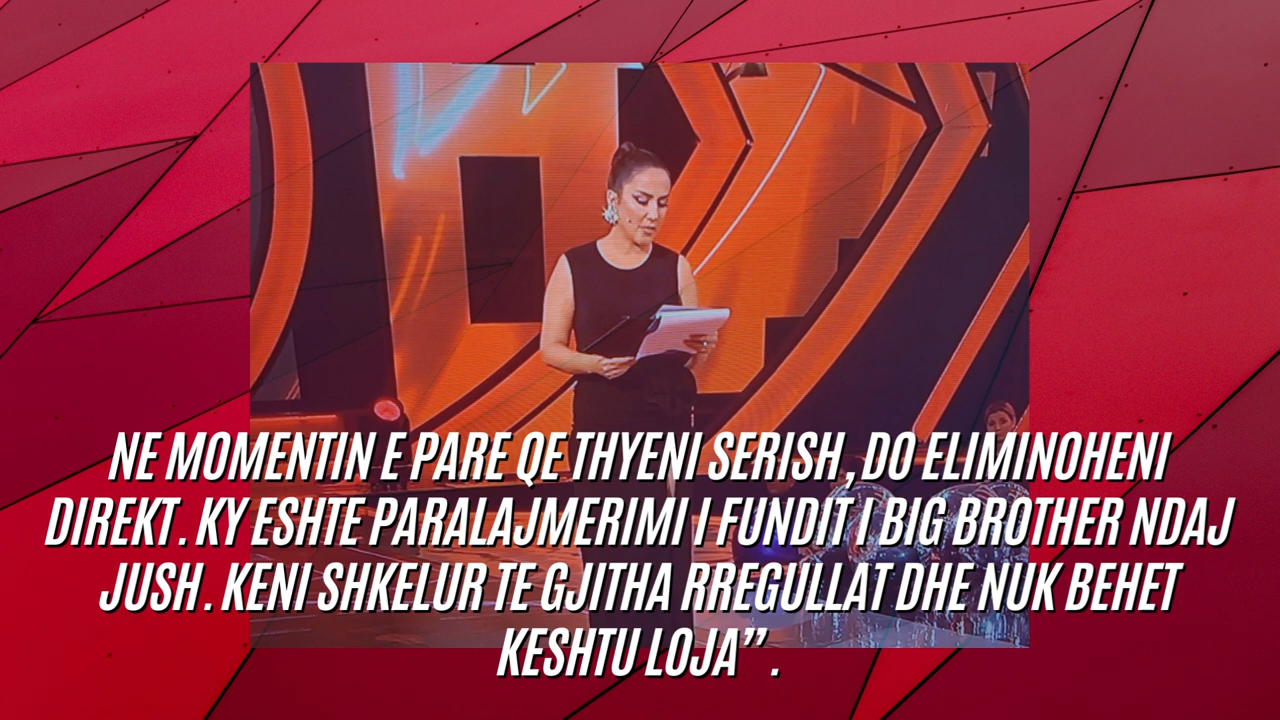 NE MOMENTIN E PARE QE THYENI SERISH , DO ELIMINOHENI
DIREKT . KY ESHTE PARALAJMERIMI I FUNDIT I BIG BROTHER NDAJ
JUSH . KENI SHKELUR TE GJITHA RREGULLAT DHE NUK BEHET
KESHTU LOJA” .